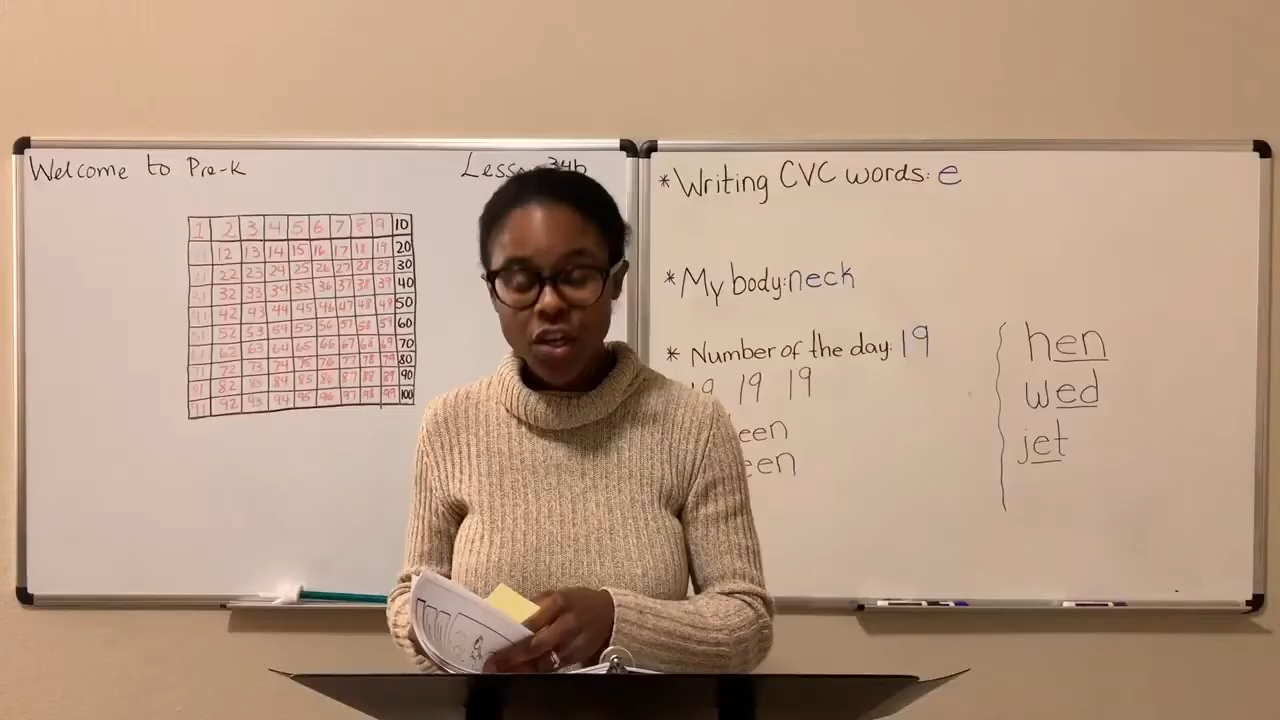 Welcome to Pre-K
34b
1 2 3 4 5 6 7 8 9 10
12 13 14 15 16 17 18 19 20
22 23 24 25 26 27 28 29 30
32 33 34 35 36 37 38 39 40
42 43 44 45 46 47 48 49 50
52 53 54 55 56 57 58 59 60
62 63 64 65 66 67 68 69 70
72 73 74 75 76 77 78 79 80
82 83 84 85 86 87 88 89 90
91 92 93 94 95 96 97 98 99 100
* Writing CVC words: e
* My body: neck
* Number of the day: 19
19 19 19
een
een
hen
wed
jet